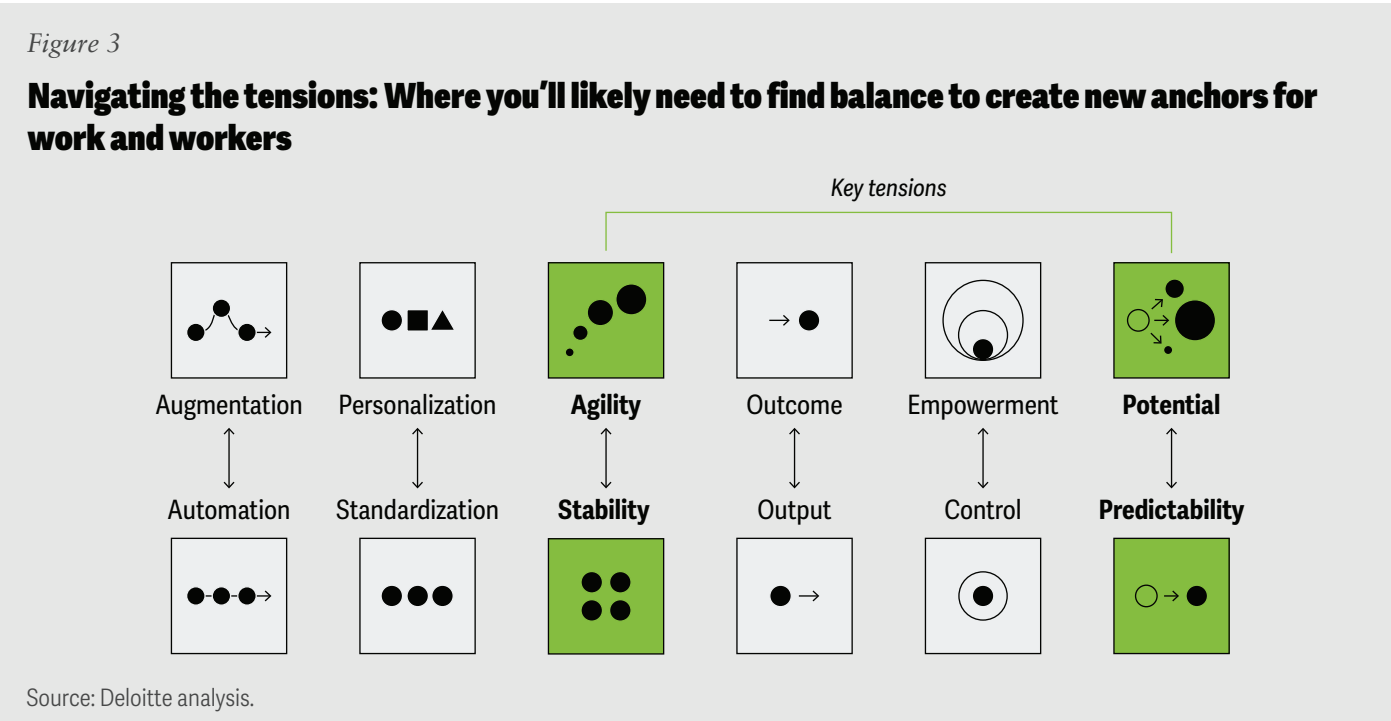 Figure 3
Navigating the tensions: Where you’ll likely need to find balance to create new anchors for
work and workers
Key tensions
Augmentation Personalization Agility Outcome Empowerment Potential
Automation Standardization Stability Output Control Predictability
Source: Deloitte analysis.